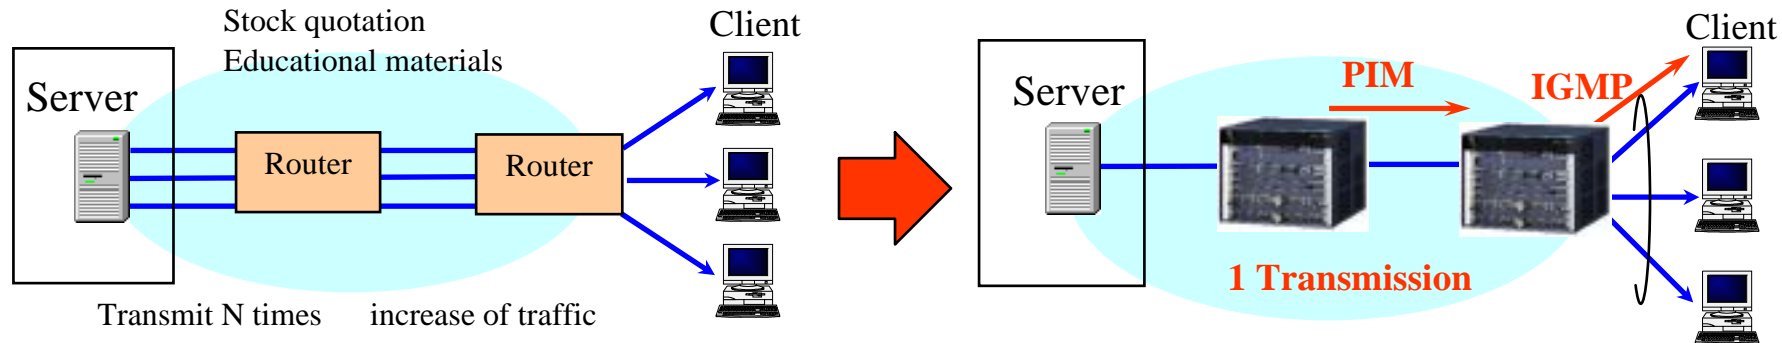 Stock quotation
Educational materials
Client
Server
Router
Router
Transmit N times increase of traffic
Client
Server
PIM
IGMP
1 Transmission